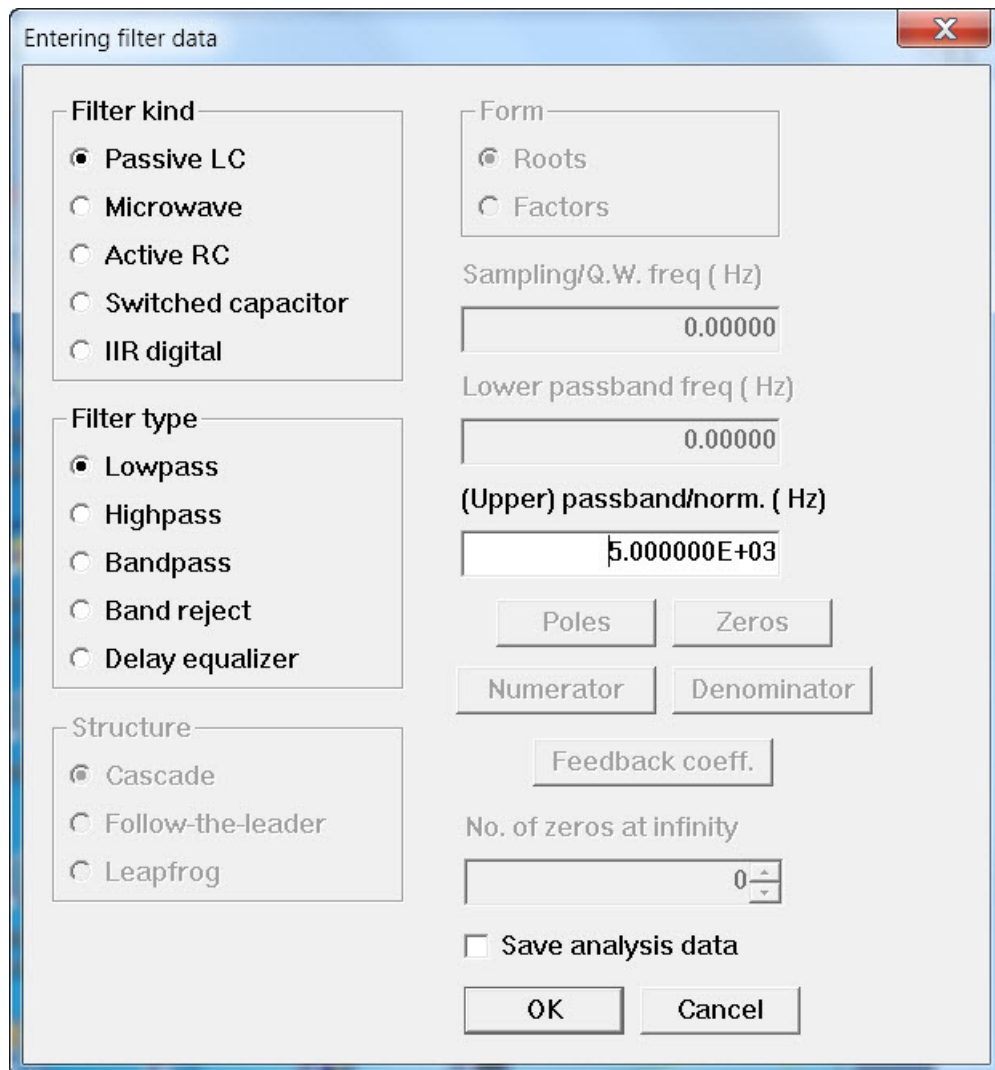 Entering filter data
Filter kind
Passive LC
Microwave
Active RC
Switched capacitor
IIR digital
Filter type
Lowpass
Highpass
Bandpass
Band reject
Delay equalizer
Structure
Cascade
Follow-the-leader
Leapfrog
Form
Roots
Factors
Sampling/Q.W. freq ( Hz)
0.00000
Lower passband freq ( Hz)
0.00000
(Upper) passband/norm. ( Hz)
5.000000E+03
Poles Zeros
Numerator Denominator
Feedback coeff.
No. of zeros at infinity
0
Save analysis data
OK Cancel